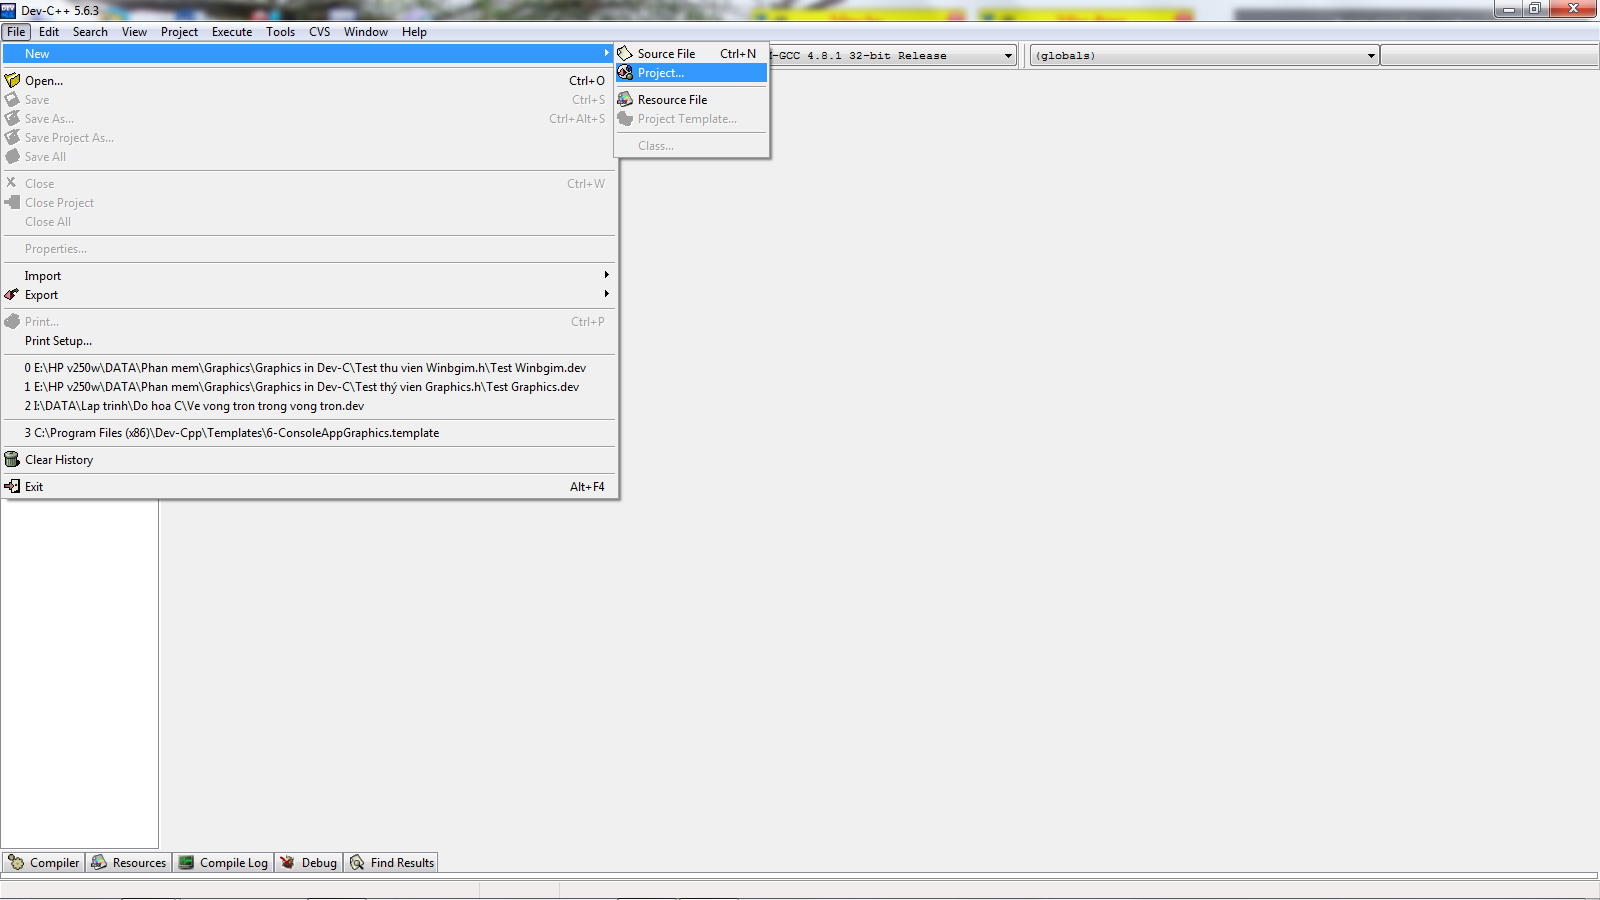 Dev-C++ 5.6.3
File Edit Search View Project Execute Tools CVS Window Help
New
Source File Ctrl+N
Project...
Resource File
Project Template...
Class...
-GCC 4.8.1 32-bit Release
(globals)
Open... Ctrl+O
Save Ctrl+S
Save As... Ctrl+Alt+S
Save Project As...
Save All
Close Ctrl+W
Close Project
Close All
Properties...
Import
Export
Print... Ctrl+P
Print Setup...
0 E:\HP v250w\DATA\Phan mem\Graphics\Graphics in Dev-C\Test thu vien Winbgim.h\Test Winbgim.dev
1 E:\HP v250w\DATA\Phan mem\Graphics\Graphics in Dev-C\Test thý vien Graphics.h\Test Graphics.dev
2 I:\DATA\Lap trinh\Do hoa C\Ve vong tron trong vong tron.dev
3 C:\Program Files (x86)\Dev-Cpp\Templates\6-ConsoleAppGraphics.template
Clear History
Exit Alt+F4
Compiler Resources Compile Log Debug Find Results